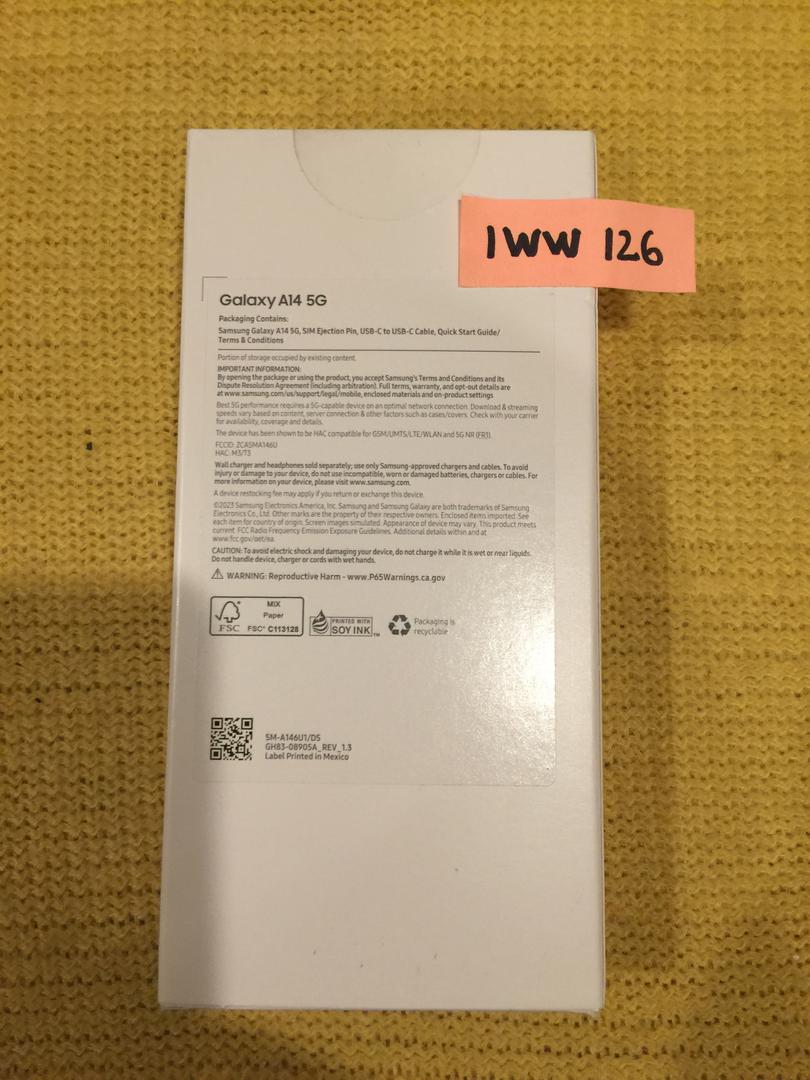 1WW 126
Galaxy A14 5G
Packaging Contains:
Samsung Galaxy A14 5G, SIM Ejection Pin, USB-C to USB-C Cable, Quick Start Guide/
Terms & Conditions
Portion of storage occupied by existing content.
IMPORTANT INFORMATION:
By opening the package or using the product, you accept Samsung's Terms and Conditions and its
Dispute Resolution Agreement (including arbitration). Full terms, warranty, and opt-out details are
at www.samsung.com/us/support/legal/mobile, enclosed materials and on-product settings
Best 5G performance requires a 5G-capable device on an optimal network connection. Download & streaming
speeds vary based on content, server connection & other factors such as cases/covers. Check with your carrier
for availability, coverage and details.
The device has been shown to be HAC compatible for GSM/UMTS/LTE/WLAN and 5G NR (FR1).
FCCID: ZCASMA146U
HAC: M3/T3
Wall charger and headphones sold separately; use only Samsung-approved chargers and cables. To avoid
injury or damage to your device, do not use incompatible, worn or damaged batteries, chargers or cables. For
more information on your device, please visit www.samsung.com.
A device restocking fee may apply if you return or exchange this device.
©2023 Samsung Electronics America, Inc. Samsung and Samsung Galaxy are both trademarks of Samsung
Electronics Co., Ltd. Other marks are the property of their respective owners. Enclosed items imported. See
each item for country of origin. Screen images simulated. Appearance of device may vary. This product meets
current FCC Radio Frequency Emission Exposure Guidelines. Additional details within and at
www.fcc.gov/oet/ea.
CAUTION: To avoid electric shock and damaging your device, do not charge it while it is wet or near liquids.
Do not handle device, charger or cords with wet hands.
WARNING: Reproductive Harm - www.P65Warnings.ca.gov
MIX
Paper
FSC FSC® C113128
PRINTED WITH
SOY INK™
Packaging is
recyclable
SM-A146U1/DS
GH83-08905A_REV_1.3
Label Printed in Mexico